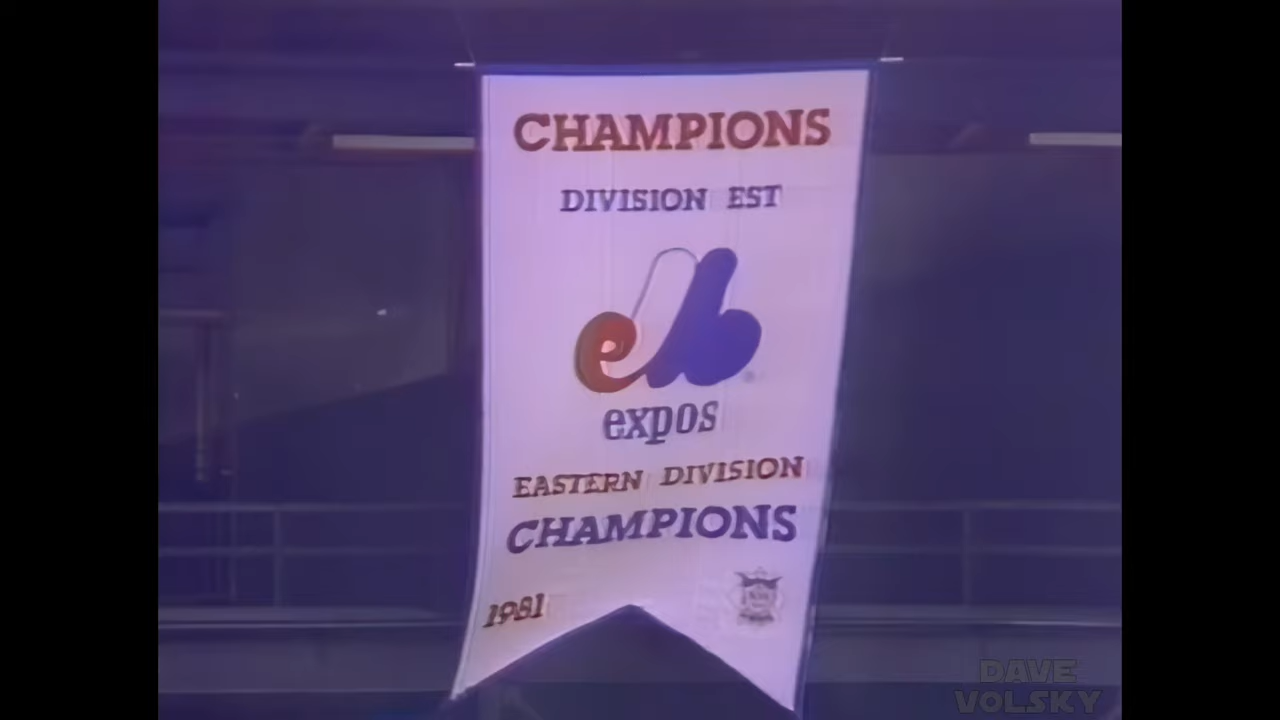 CHAMPIONS
DIVISION EST
expos
EASTERN DIVISION
CHAMPIONS
1981
DAVE
VOLSKY